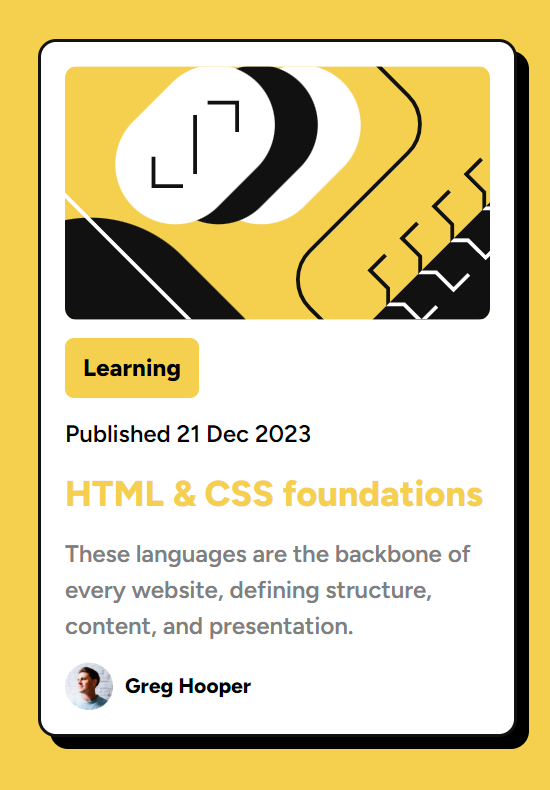 Learning
Published 21 Dec 2023
HTML & CSS foundations
These languages are the backbone of
every website, defining structure,
content, and presentation.
Greg Hooper